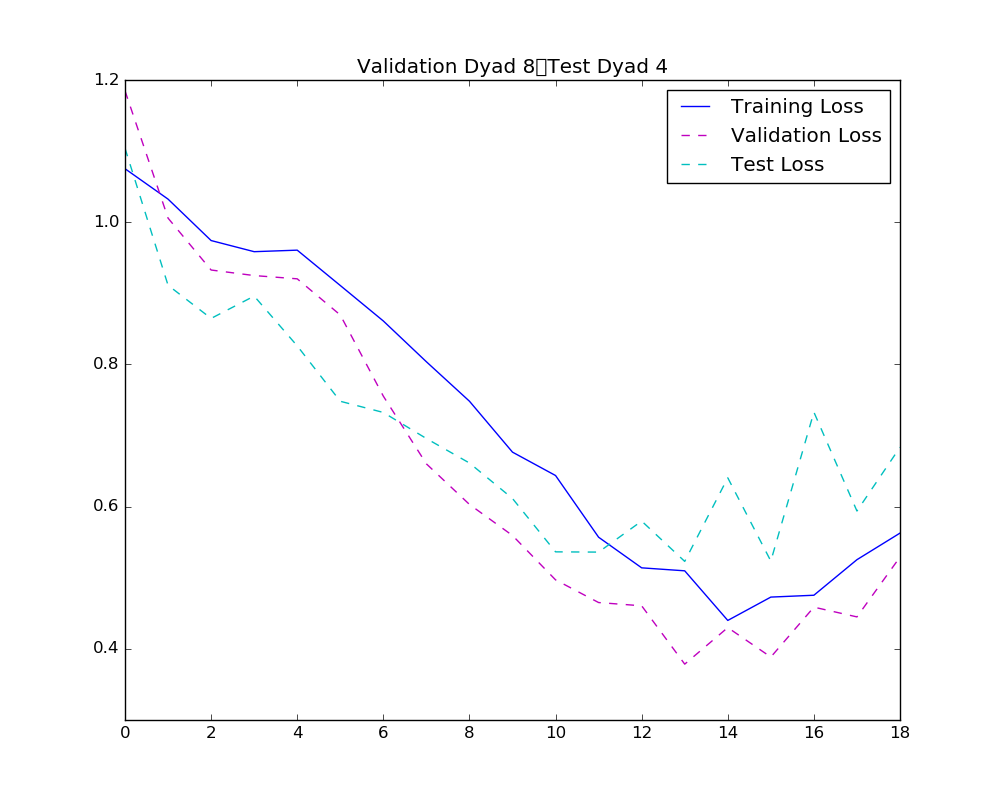 Validation Dyad 8▯Test Dyad 4
1.2
1.0
0.8
0.6
0.4
0 2 4 6 8 10 12 14 16 18
Training Loss
Validation Loss
Test Loss